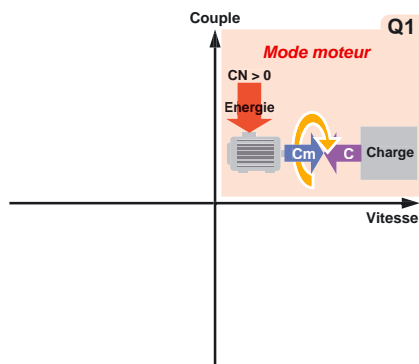 Couple
Q1
Mode moteur
CN > 0
Energie
Cm
C
Charge
Vitesse